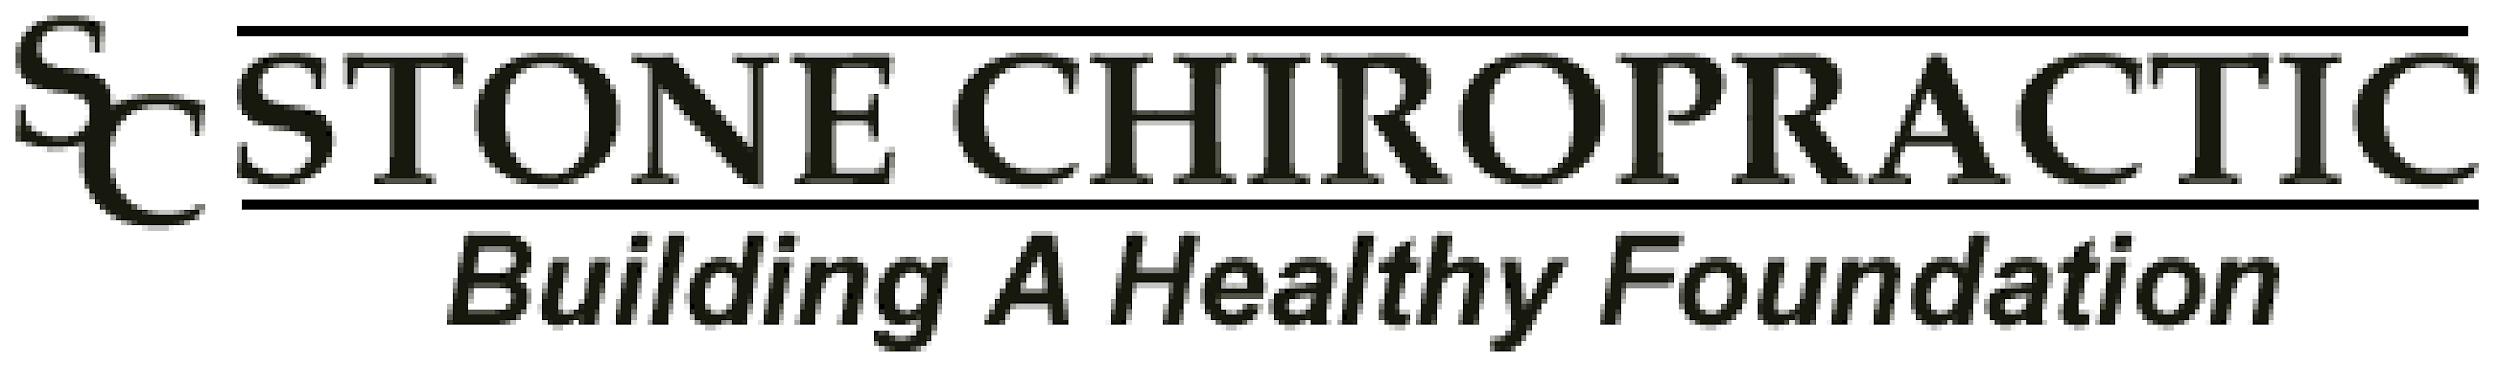 SC
STONE CHIROPRACTIC
Building A Healthy Foundation